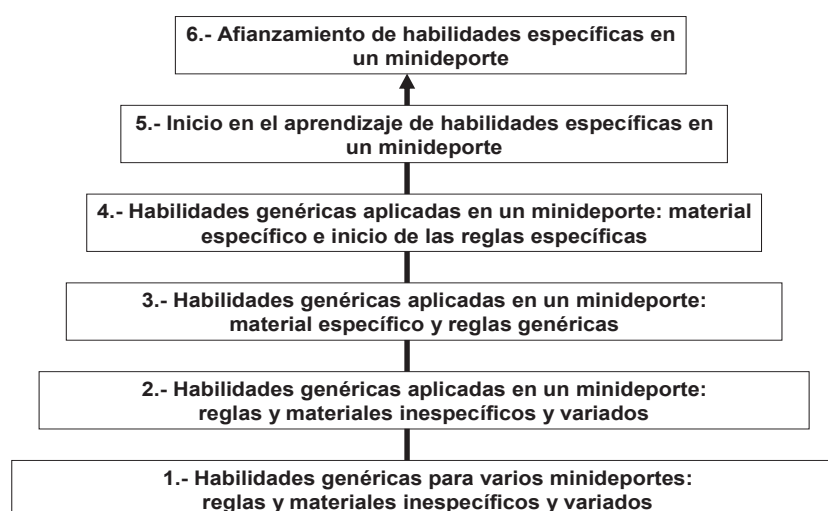 6.- Afianzamiento de habilidades específicas en
un minideporte
5.- Inicio en el aprendizaje de habilidades específicas en
un minideporte
4.- Habilidades genéricas aplicadas en un minideporte: material
específico e inicio de las reglas específicas
3.- Habilidades genéricas aplicadas en un minideporte:
material específico y reglas genéricas
2.- Habilidades genéricas aplicadas en un minideporte:
reglas y materiales inespecíficos y variados
1.- Habilidades genéricas para varios minideportes:
reglas y materiales inespecíficos y variados